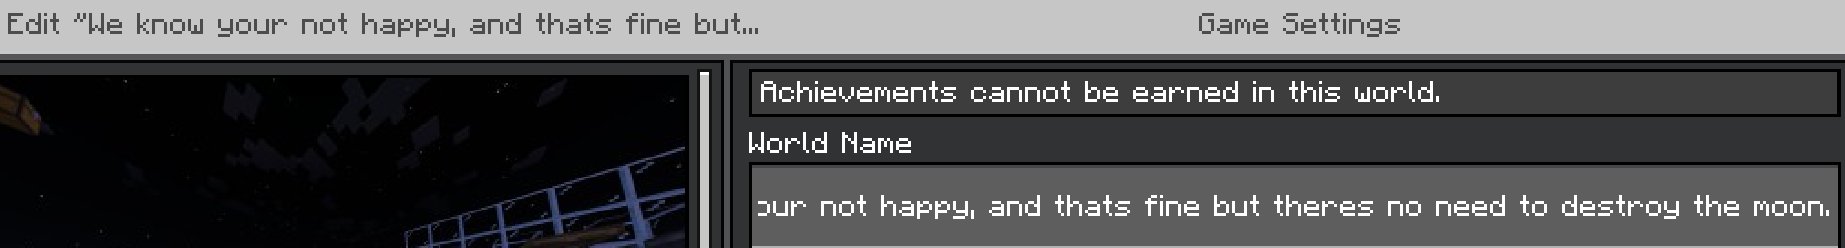 Edit "We know your not happy, and thats fine but...
Game Settings
Achievements cannot be earned in this world.
World Name
our not happy, and thats fine but theres no need to destroy the moon.